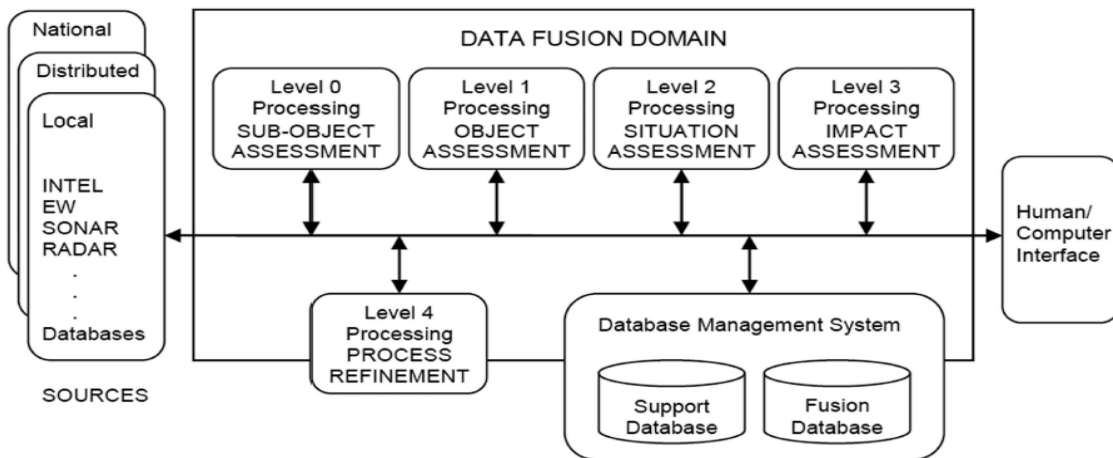 National
Distributed
Local
INTEL
EW
SONAR
RADAR
.
.
.
Databases
SOURCES
DATA FUSION DOMAIN
Level 0
Processing
SUB-OBJECT
ASSESSMENT
Level 1
Processing
OBJECT
ASSESSMENT
Level 2
Processing
SITUATION
ASSESSMENT
Level 3
Processing
IMPACT
ASSESSMENT
Level 4
Processing
PROCESS
REFINEMENT
Database Management System
Support
Database
Fusion
Database
Human/
Computer
Interface